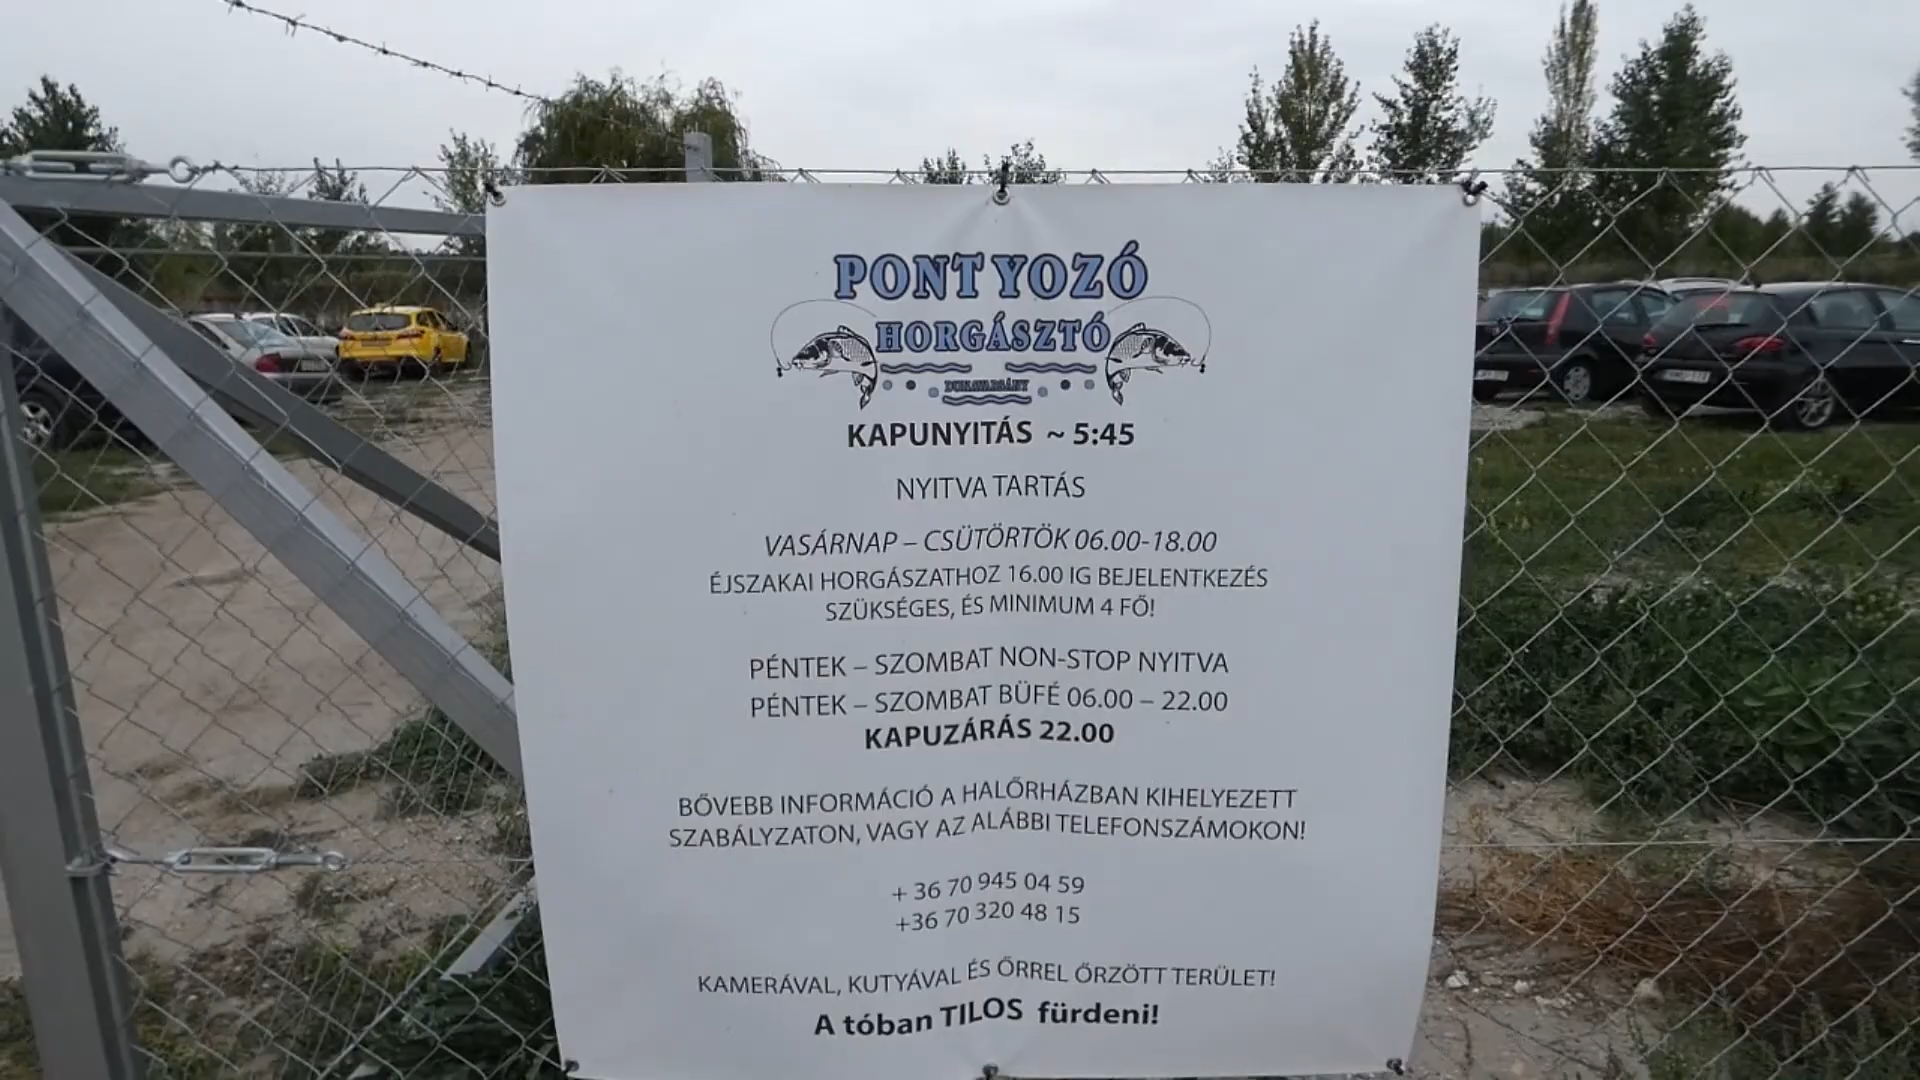 PONTYOZÓ
HORGÁSZTÓ
DUNAVARSÁNY
KAPUNYITÁS ~ 5:45
NYITVA TARTÁS
VASÁRNAP – CSÜTÖRTÖK 06.00-18.00
ÉJSZAKAI HORGÁSZATHOZ 16.00 IG BEJELENTKEZÉS
SZÜKSÉGES, ÉS MINIMUM 4 FŐ!
PÉNTEK – SZOMBAT NON-STOP NYITVA
PÉNTEK – SZOMBAT BÜFÉ 06.00 – 22.00
KAPUZÁRÁS 22.00
BŐVEBB INFORMÁCIÓ A HALŐRHÁZBAN KIHELYEZETT
SZABÁLYZATON, VAGY AZ ALÁBBI TELEFONSZÁMOKON!
+ 36 70 945 04 59
+36 70 320 48 15
KAMERÁVAL, KUTYÁVAL ÉS ŐRREL ŐRZÖTT TERÜLET!
A tóban TILOS fürdeni!